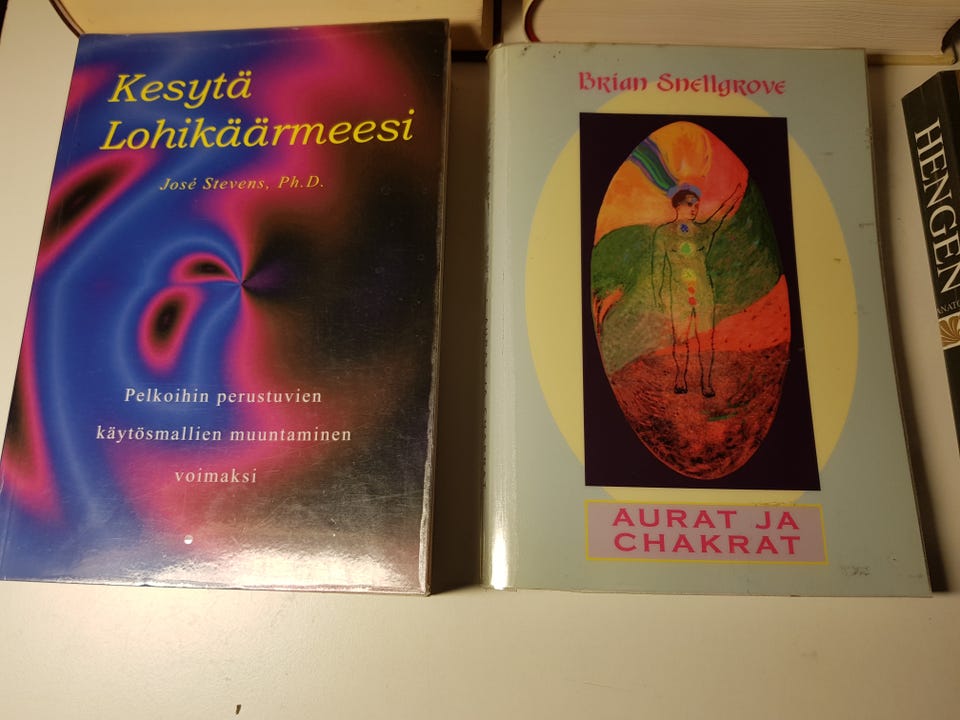 Kesytä
Lohikäärmeesi
José Stevens, Ph.D.
Pelkoihin perustuvien
käytösmallien muuntaminen
voimaksi
Brian Snellgrove
AURAT JA
CHAKRAT
HENGEN